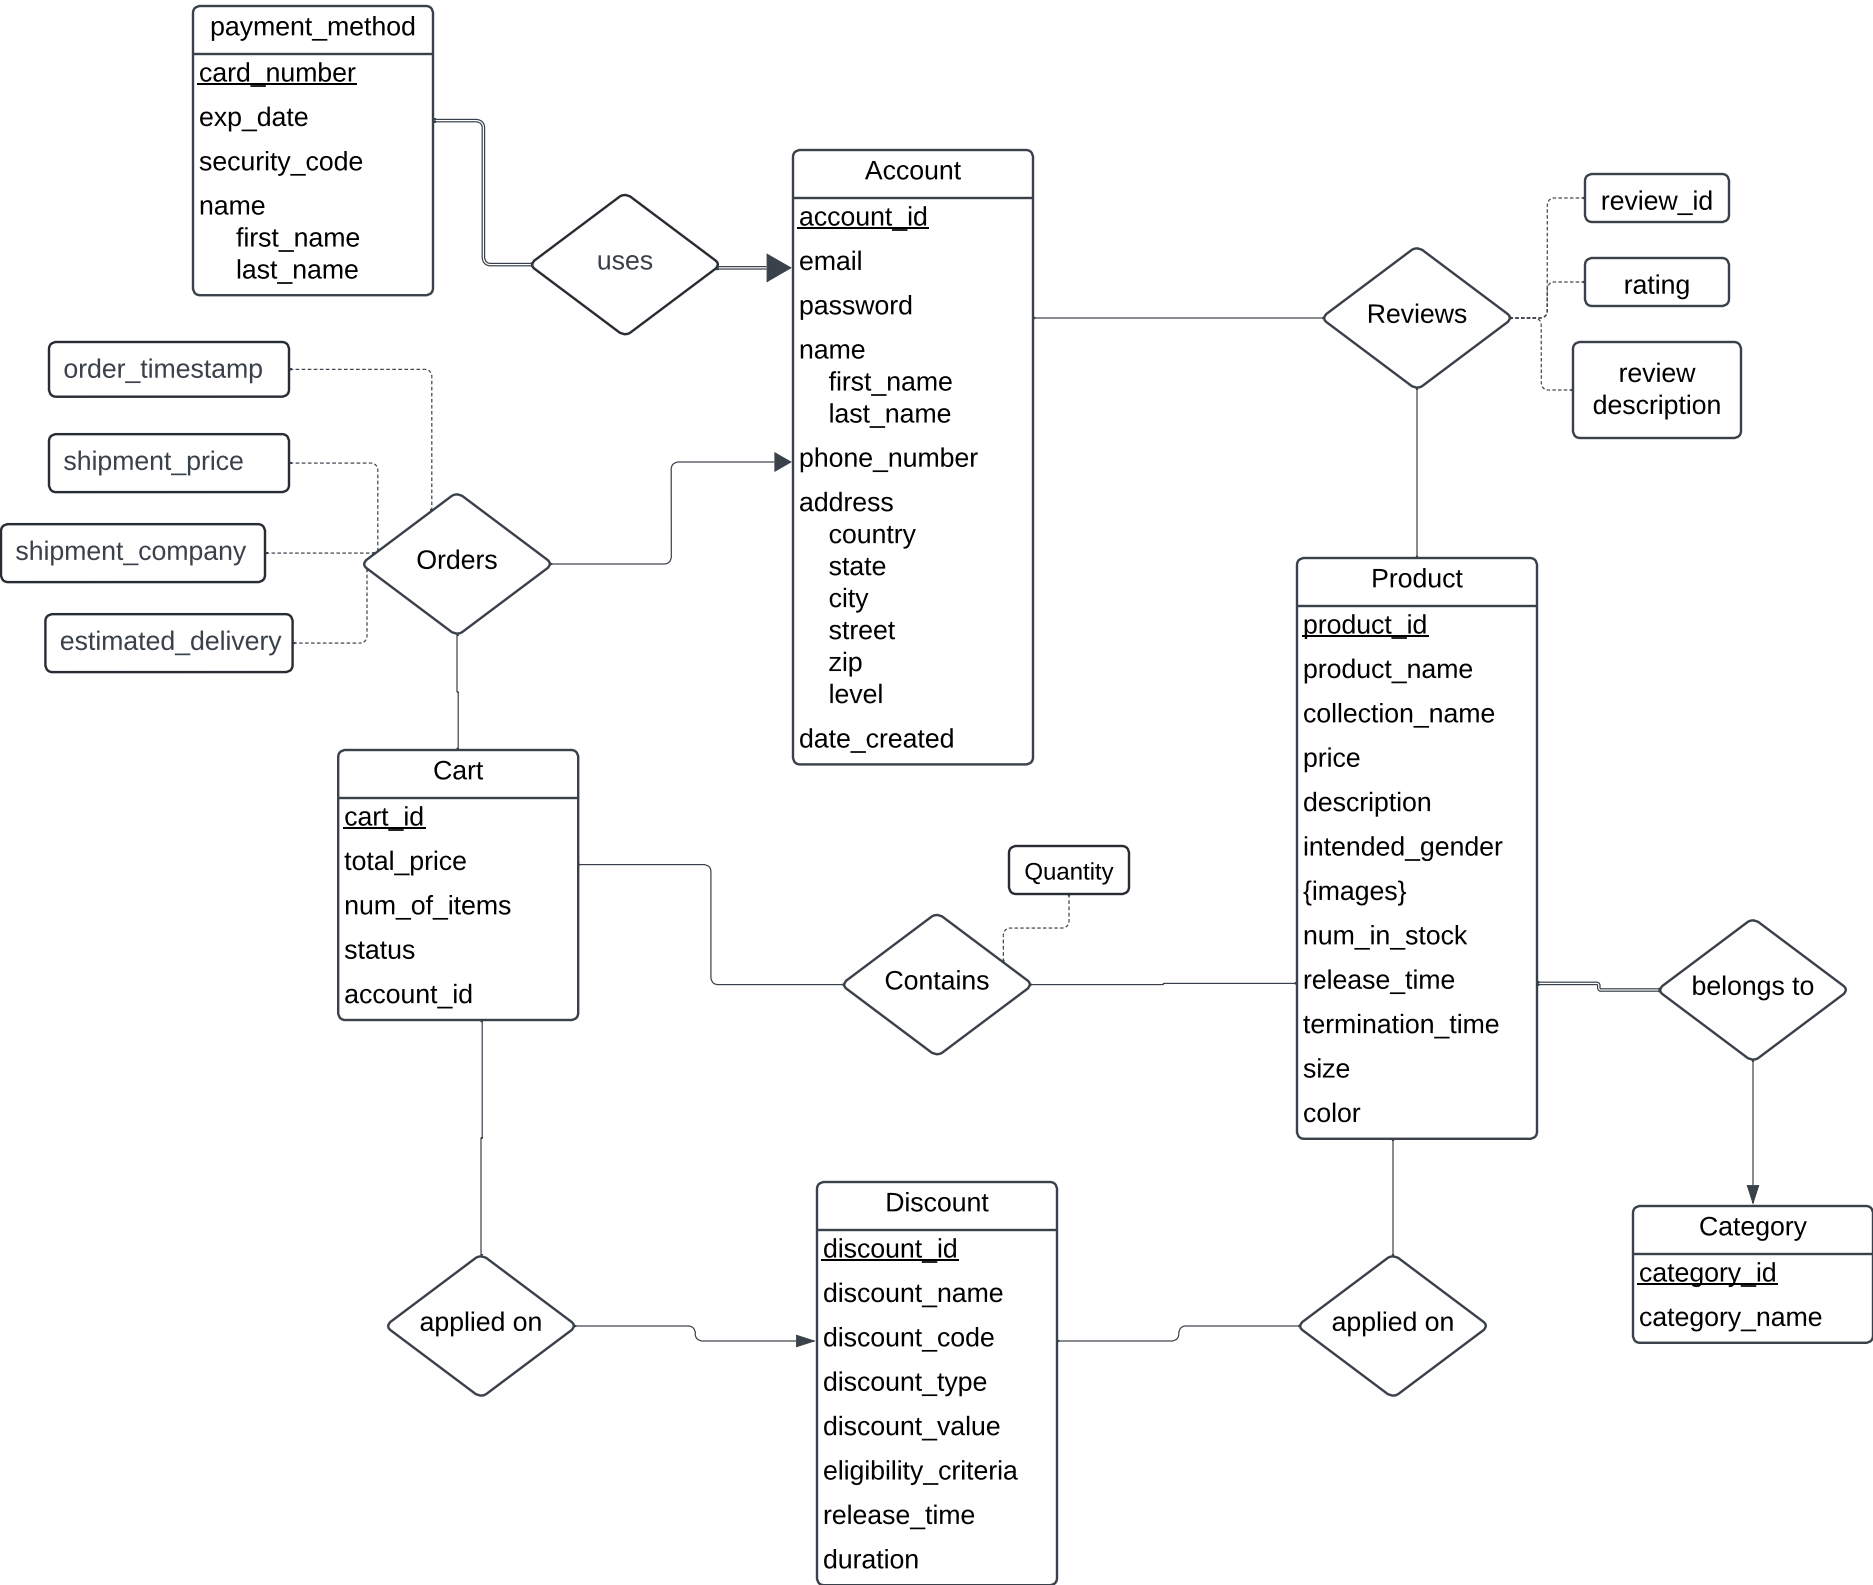 payment_method
card_number
exp_date
security_code
name
first_name
last_name
uses
Account
account_id
email
password
name
first_name
last_name
phone_number
address
country
state
city
street
zip
level
date_created
Reviews
review_id
rating
review
description
order_timestamp
shipment_price
shipment_company
estimated_delivery
Orders
Product
product_id
product_name
collection_name
price
description
intended_gender
{images}
num_in_stock
release_time
termination_time
size
color
Cart
cart_id
total_price
num_of_items
status
account_id
Quantity
Contains
belongs to
Category
category_id
category_name
applied on
Discount
discount_id
discount_name
discount_code
discount_type
discount_value
eligibility_criteria
release_time
duration
applied on